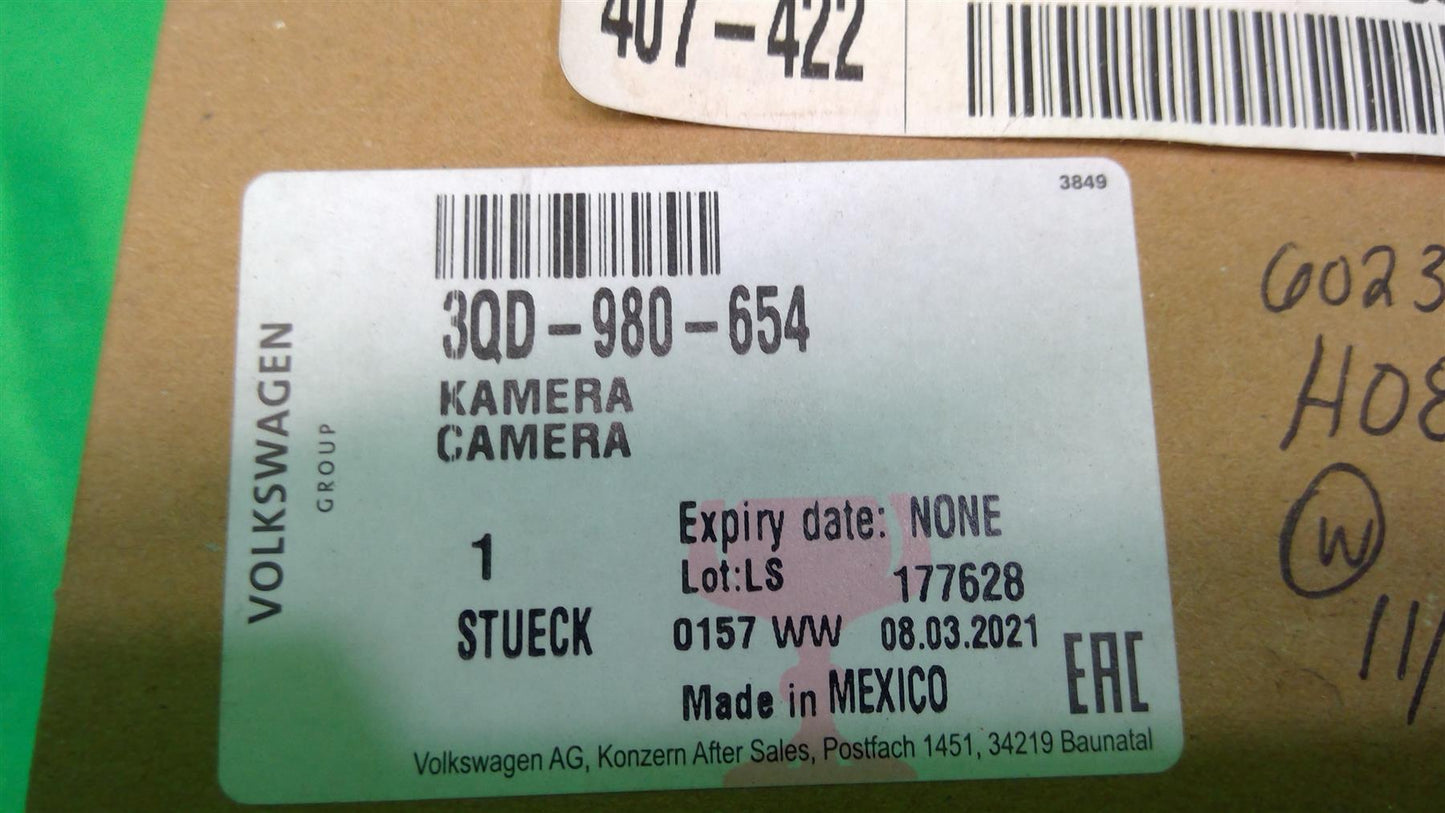 407-422
3849
3QD-980-654
KAMERA
CAMERA
VOLKSWAGEN
GROUP
1
STUECK
Expiry date: NONE
Lot:LS 177628
0157 WW 08.03.2021
Made in MEXICO
EAC
Volkswagen AG, Konzern After Sales, Postfach 1451, 34219 Baunatal
6023
H08
W
11/